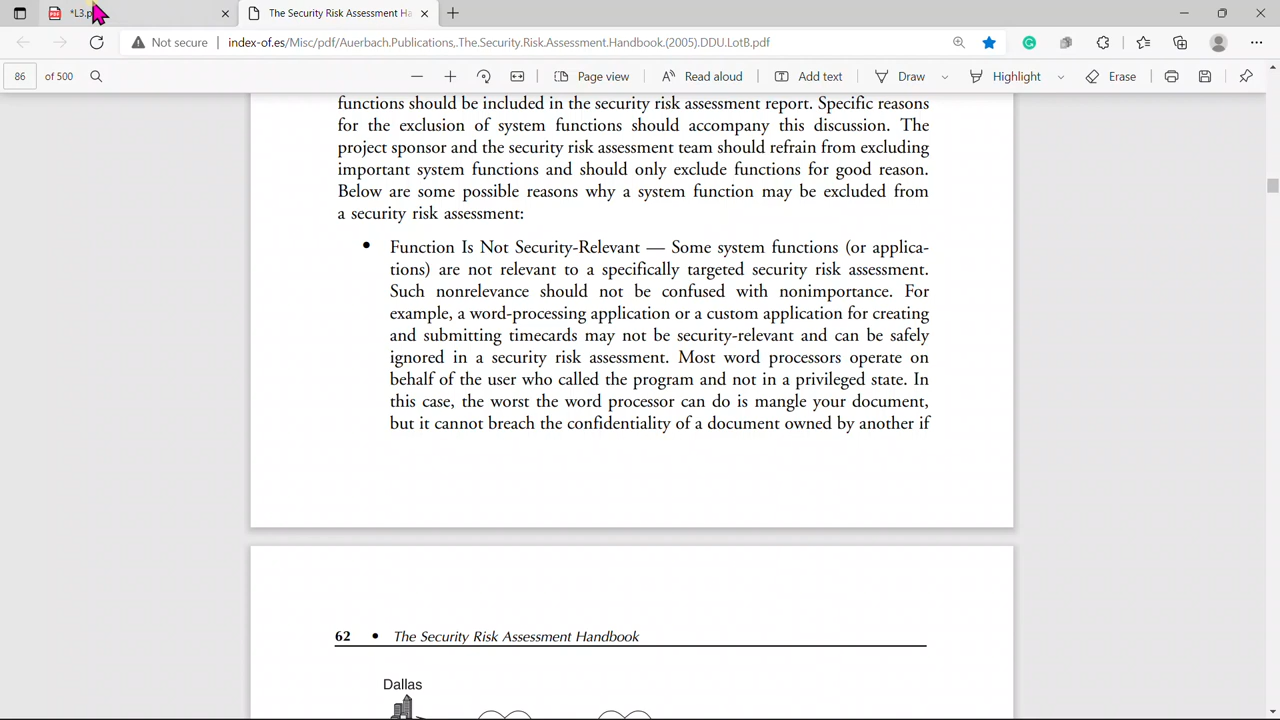 *L3.p
The Security Risk Assessment Ha
Not secure
index-of.es/Misc/pdf/Auerbach.Publications,.The.Security.Risk.Assessment.Handbook.(2005).DDU.LotB.pdf
86 of 500
Page view
Read aloud
Add text
Draw
Highlight
Erase
functions should be included in the security risk assessment report. Specific reasons
for the exclusion of system functions should accompany this discussion. The
project sponsor and the security risk assessment team should refrain from excluding
important system functions and should only exclude functions for good reason.
Below are some possible reasons why a system function may be excluded from
a security risk assessment:
• Function Is Not Security-Relevant — Some system functions (or applica-
tions) are not relevant to a specifically targeted security risk assessment.
Such nonrelevance should not be confused with nonimportance. For
example, a word-processing application or a custom application for creating
and submitting timecards may not be security-relevant and can be safely
ignored in a security risk assessment. Most word processors operate on
behalf of the user who called the program and not in a privileged state. In
this case, the worst the word processor can do is mangle your document,
but it cannot breach the confidentiality of a document owned by another if
62 • The Security Risk Assessment Handbook
Dallas